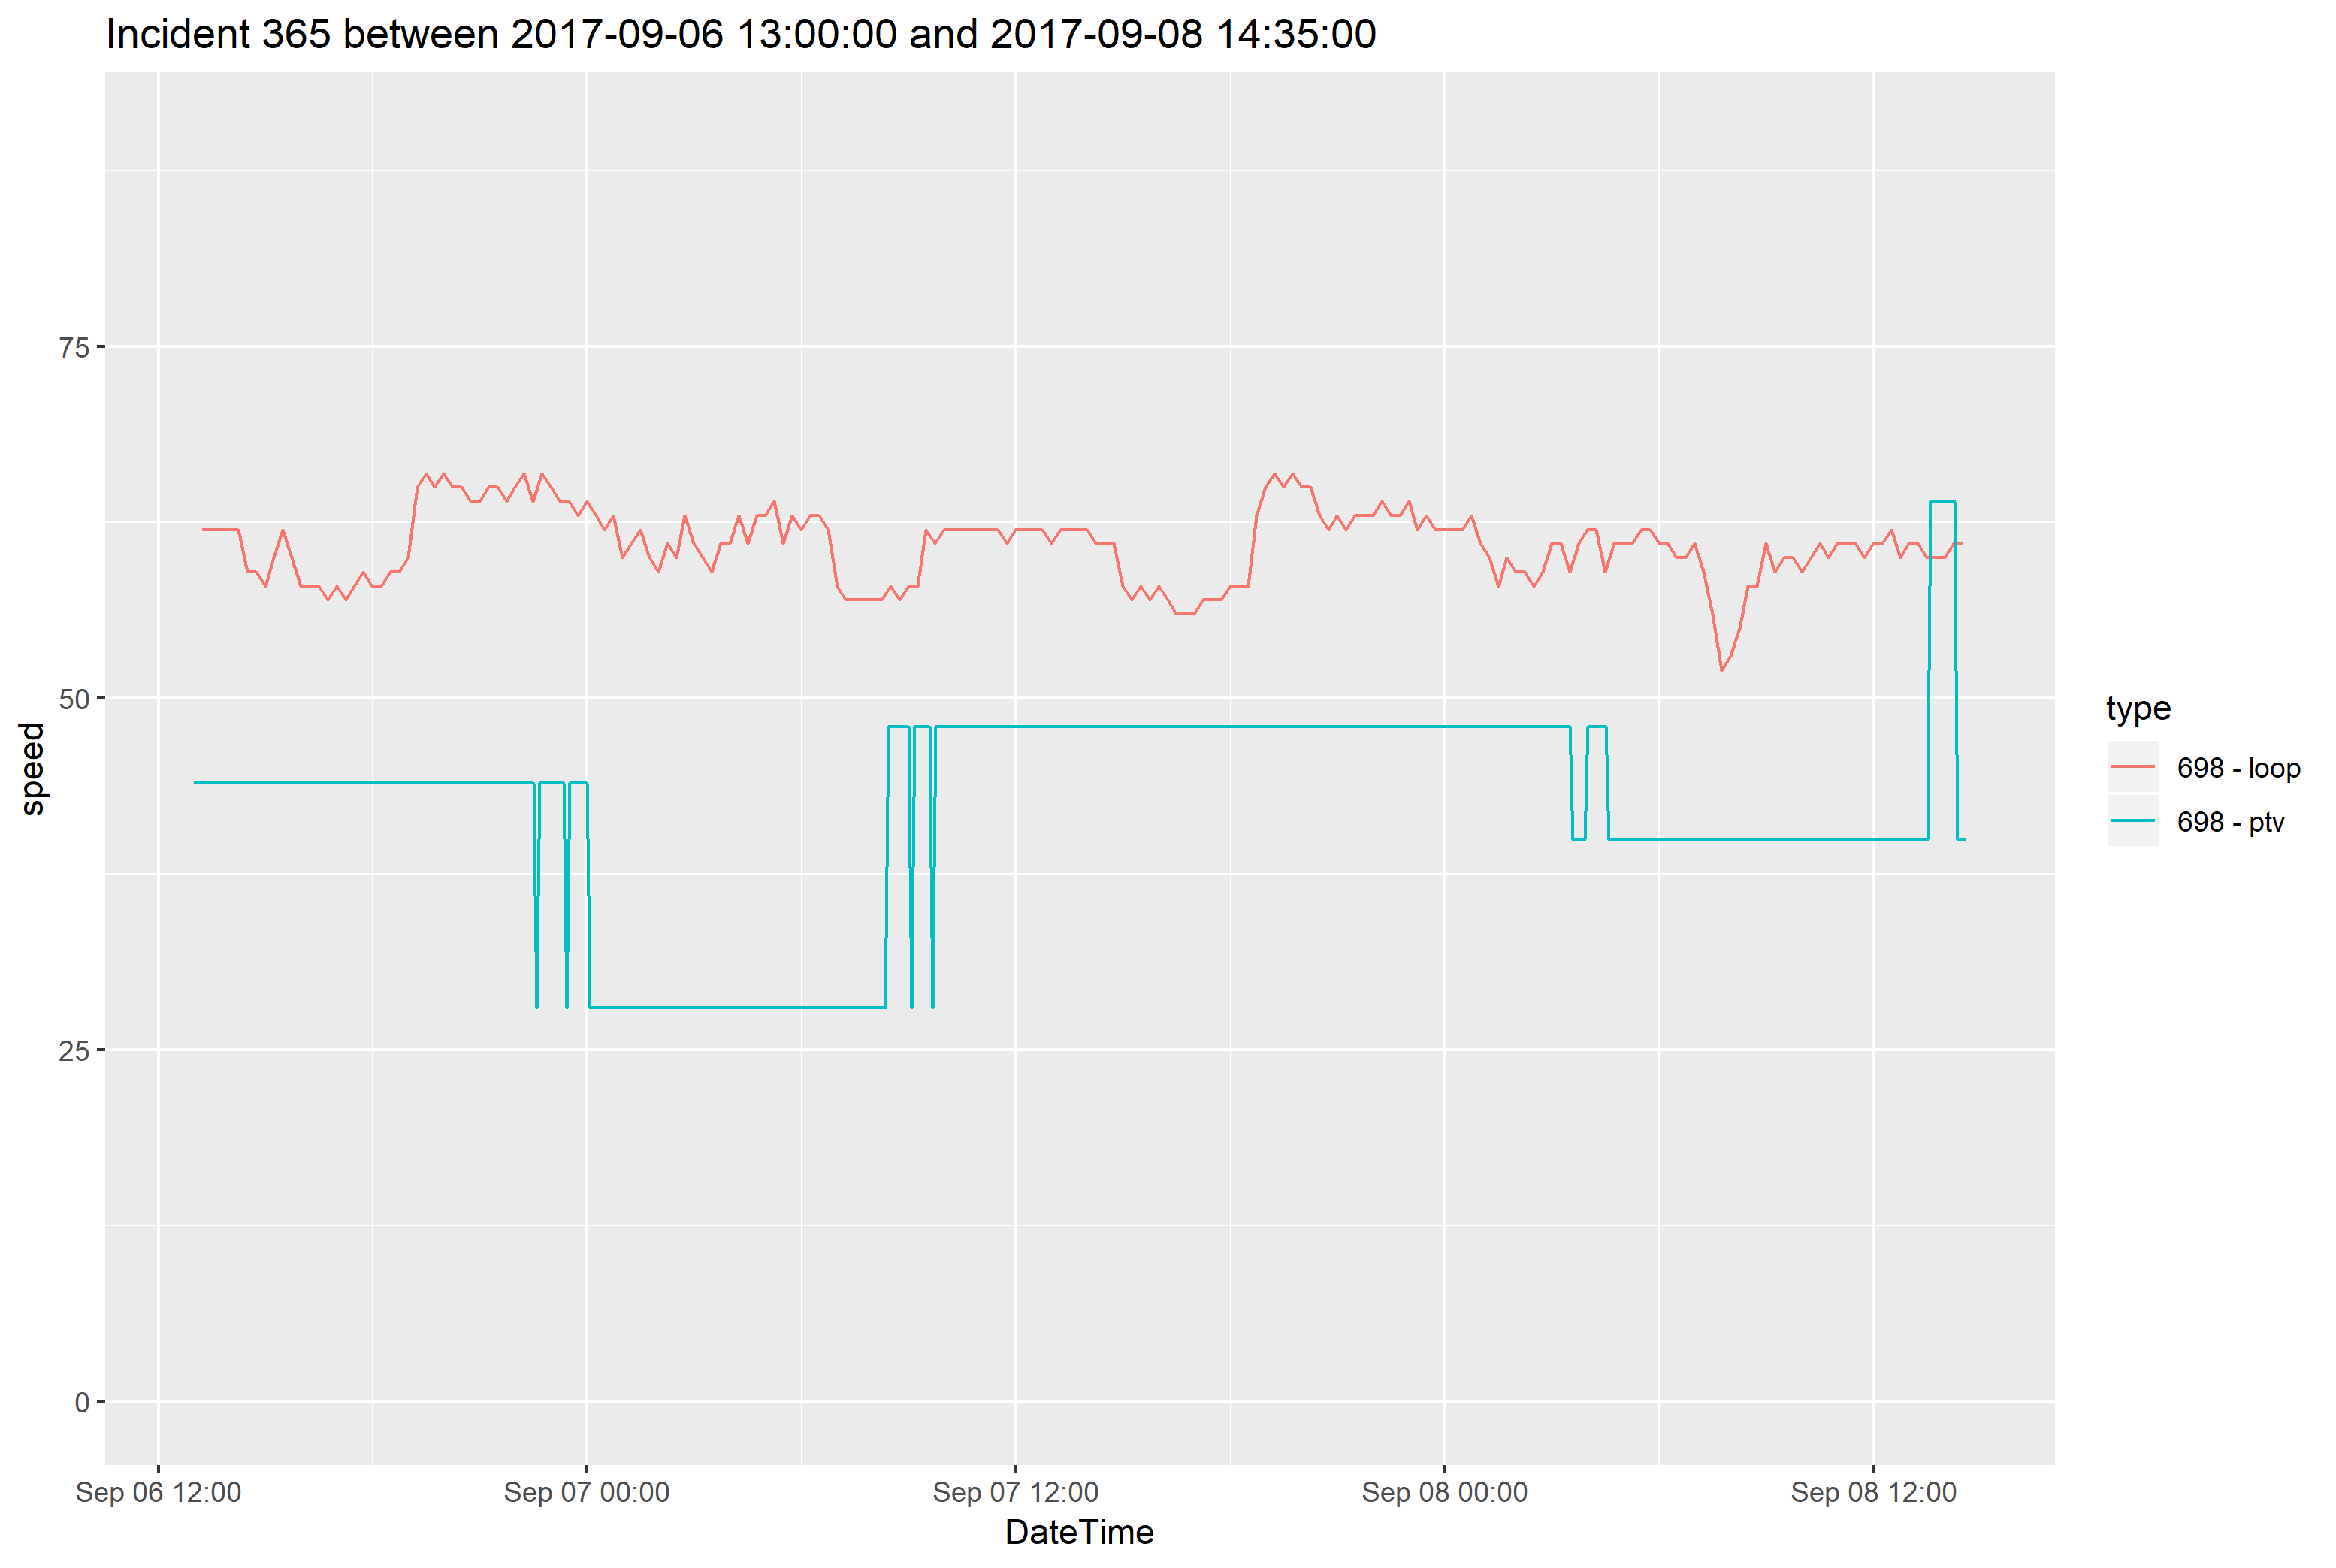 Incident 365 between 2017-09-06 13:00:00 and 2017-09-08 14:35:00
75
50
25
0
speed
Sep 06 12:00
Sep 07 00:00
Sep 07 12:00
Sep 08 00:00
Sep 08 12:00
DateTime
type
698 - loop
698 - ptv